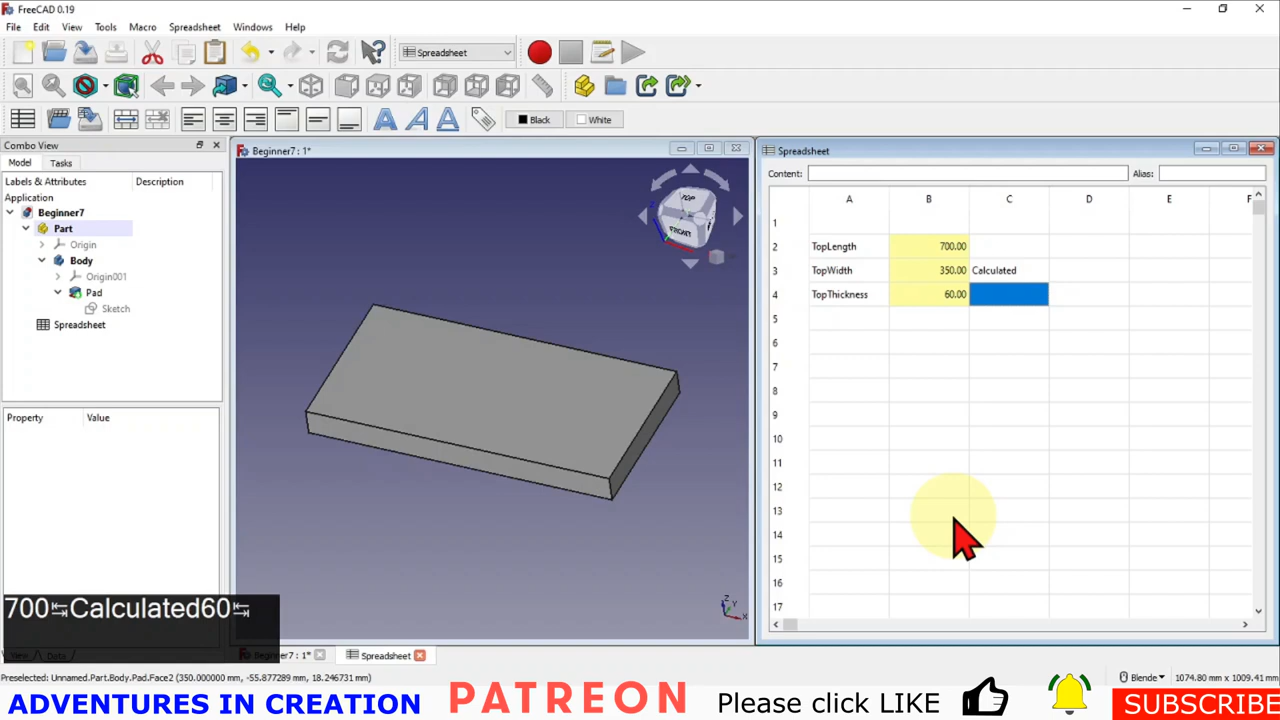 FreeCAD 0.19
File Edit View Tools Macro Spreadsheet Windows Help
Spreadsheet
Black White
Combo View
Model Tasks
Labels & Attributes Description
Application
Beginner7
Part
Origin
Body
Origin001
Pad
Sketch
Spreadsheet
Property Value
Beginner7 : 1*
TOP
FRONT
Z Y X
Spreadsheet
Content: Alias:
A B C D E F
1
2 TopLength 700.00
3 TopWidth 350.00 Calculated
4 TopThickness 60.00
5
6
7
8
9
10
11
12
13
14
15
16
17
700↹Calculated60↹
View Data
Beginner7 : 1* Spreadsheet
Preselected: Unnamed.Part.Body.Pad.Face2 (350.000000 mm, -55.877289 mm, 18.246731 mm) Blende 1074.80 mm x 1009.41 mm
ADVENTURES IN CREATION PATREON Please click LIKE SUBSCRIBE